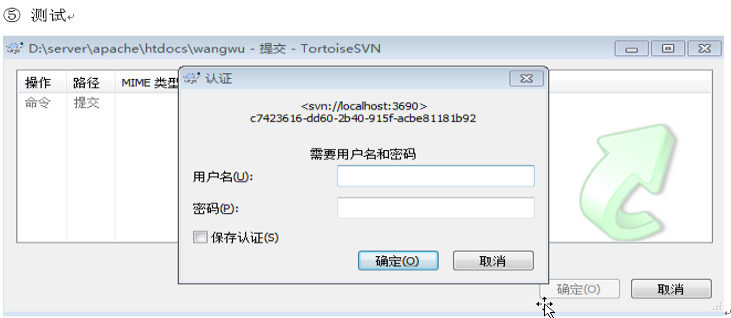 ⑤ 测试
D:\server\apache\htdocs\wangwu - 提交 - TortoiseSVN
操作 路径 MIME 类型
命令 提交
认证
<svn://localhost:3690>
c7423616-dd60-2b40-915f-acbe81181b92
需要用户名和密码
用户名(U):
密码(P):
保存认证(S)
确定(O) 取消
确定(O) 取消